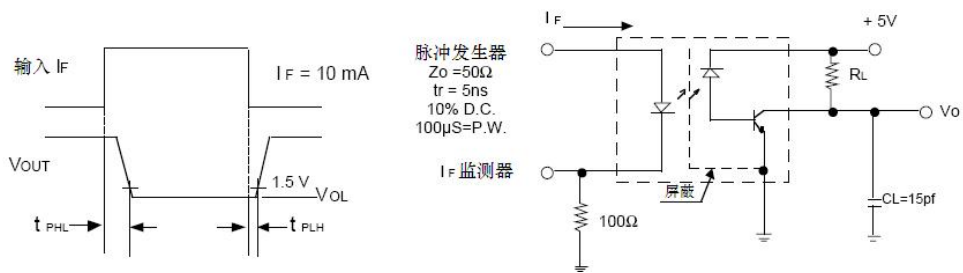 输入 IF
IF = 10 mA
VOUT
1.5 V
VOL
t PHL
t PLH
IF
+ 5V
脉冲发生器
Zo =50Ω
tr = 5ns
10% D.C.
100μS=P.W.
RL
Vo
IF 监测器
屏蔽
100Ω
CL=15pf